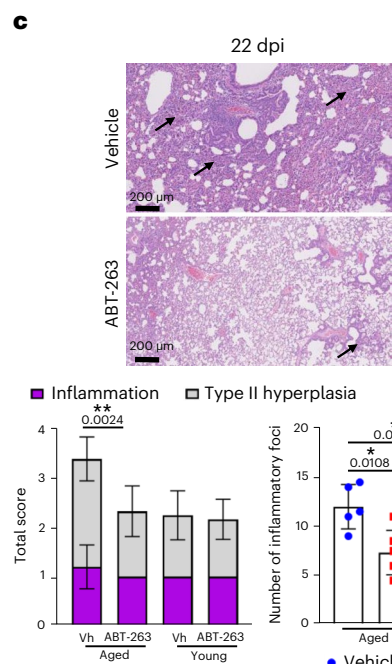 c
22 dpi
Vehicle
200 µm
ABT-263
200 µm
Inflammation Type II hyperplasia
**
0.0024
4
3
2
1
0
Total score
Vh ABT-263 Vh ABT-263
Aged Young
Number of inflammatory foci
20
15
10
5
0
*
0.0108
Aged